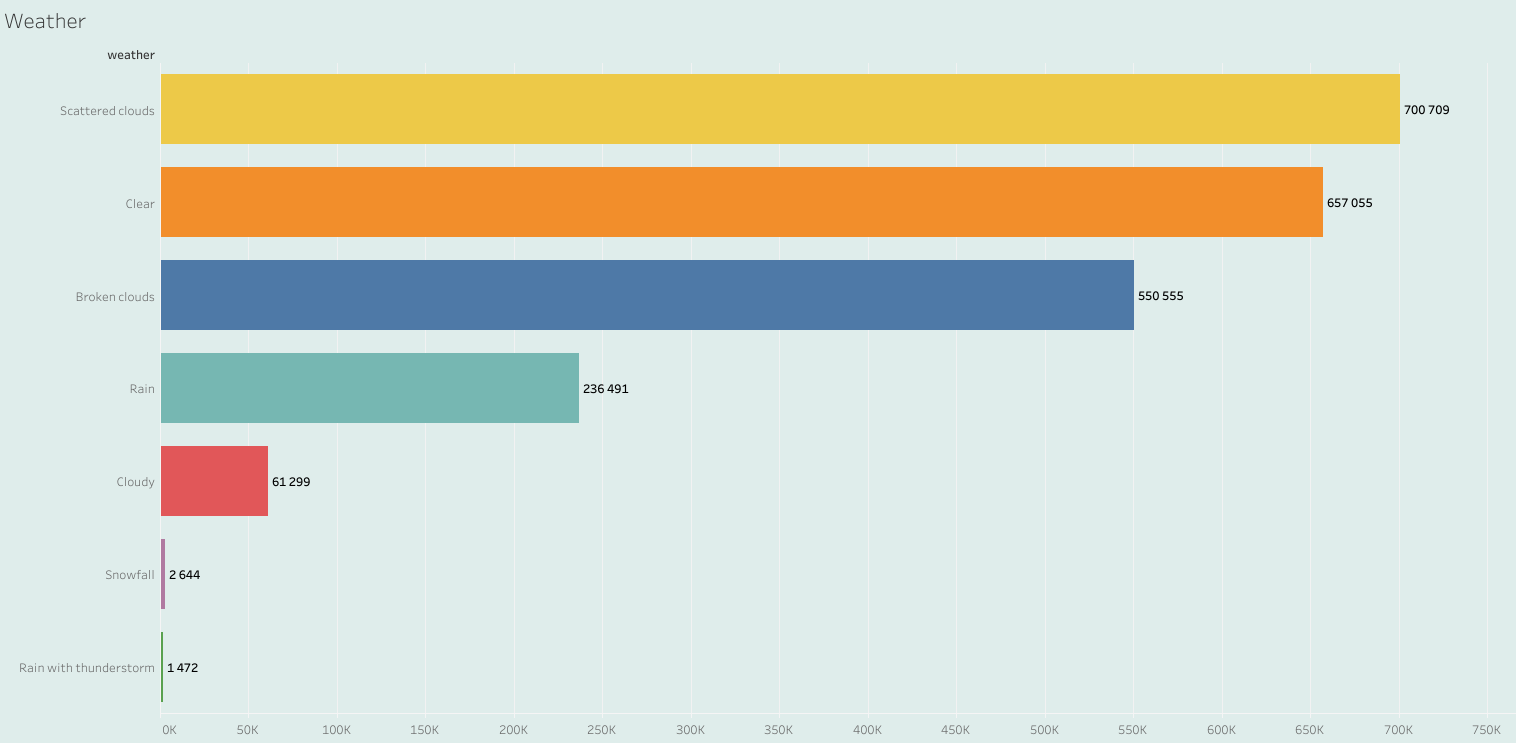 Weather
weather
Scattered clouds 700 709
Clear 657 055
Broken clouds 550 555
Rain 236 491
Cloudy 61 299
Snowfall 2 644
Rain with thunderstorm 1 472
0K 50K 100K 150K 200K 250K 300K 350K 400K 450K 500K 550K 600K 650K 700K 750K